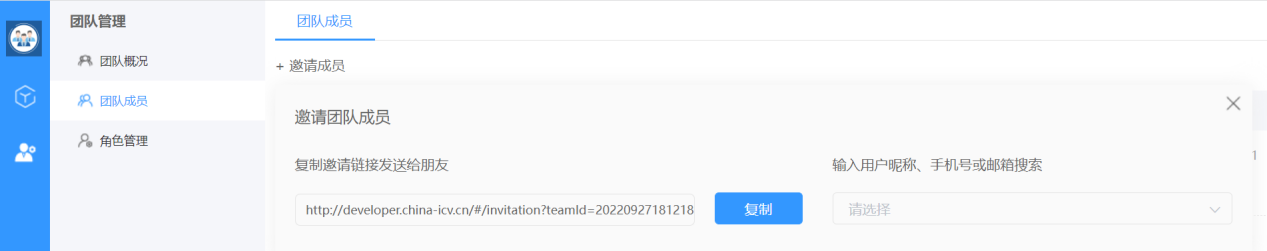 团队管理
团队成员
团队概况
+ 邀请成员
团队成员
邀请团队成员
角色管理
复制邀请链接发送给朋友
输入用户昵称、手机号或邮箱搜索
http://developer.china-icv.cn/#/invitation?teamId=20220927181218
复制
请选择